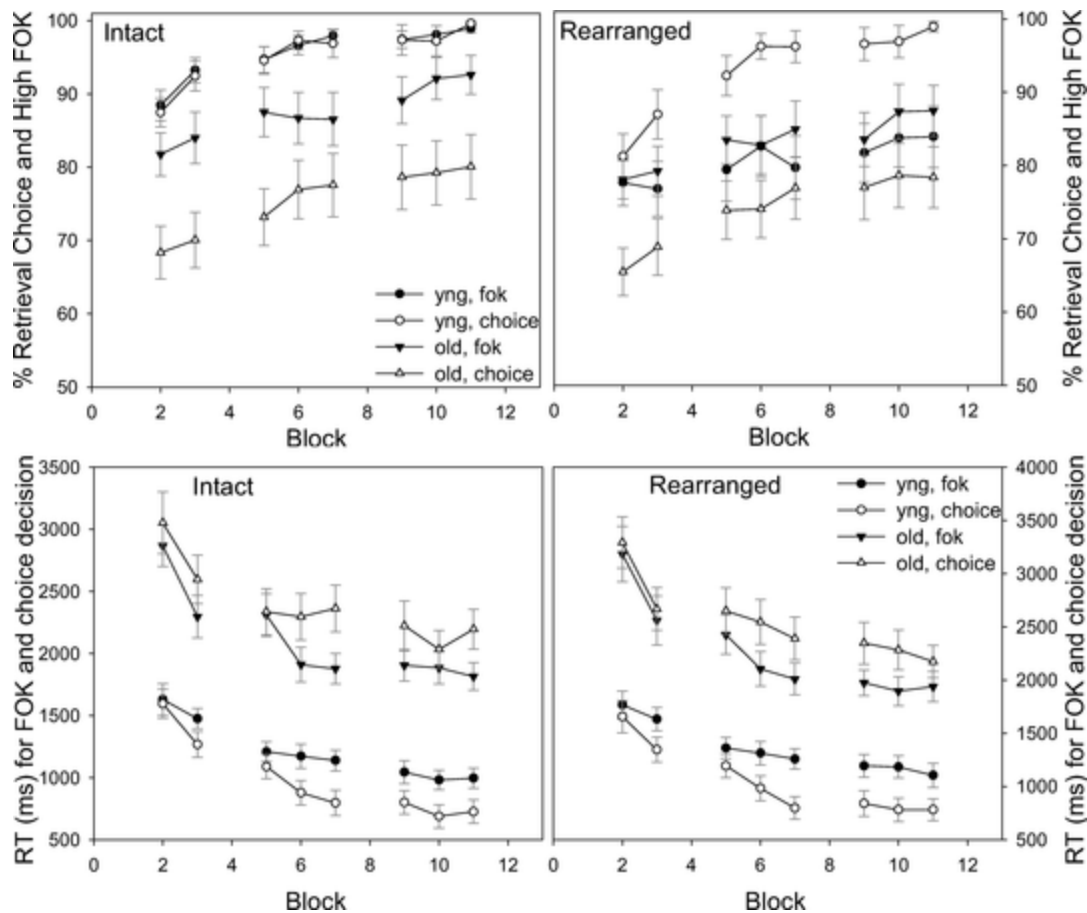 % Retrieval Choice and High FOK
100
90
80
70
60
50
Intact
yng, fok
yng, choice
old, fok
old, choice
0 2 4 6 8 10 12
Block
Rearranged
100
90
80
70
60
50
% Retrieval Choice and High FOK
0 2 4 6 8 10 12
Block
RT (ms) for FOK and choice decision
3500
3000
2500
2000
1500
1000
500
Intact
0 2 4 6 8 10 12
Block
Rearranged
yng, fok
yng, choice
old, fok
old, choice
4000
3500
3000
2500
2000
1500
1000
500
RT (ms) for FOK and choice decision
0 2 4 6 8 10 12
Block